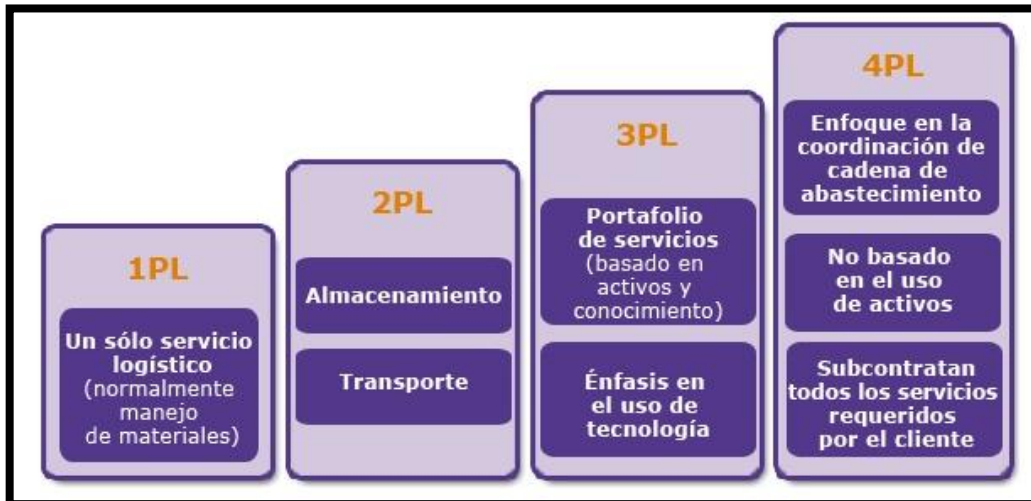 1PL
Un sólo servicio
logístico
(normalmente
manejo
de materiales)
2PL
Almacenamiento
Transporte
3PL
Portafolio
de servicios
(basado en
activos y
conocimiento)
Énfasis en
el uso de
tecnología
4PL
Enfoque en la
coordinación de
cadena de
abastecimiento
No basado
en el uso
de activos
Subcontratan
todos los servicios
requeridos
por el cliente